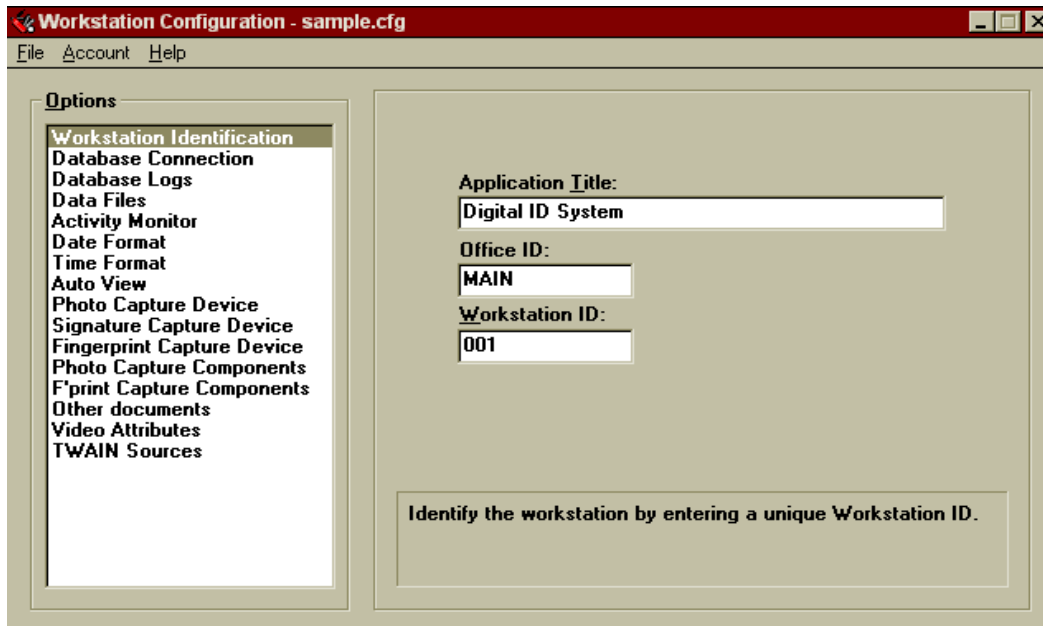 Workstation Configuration - sample.cfg
File Account Help
Options
Workstation Identification
Database Connection
Database Logs
Data Files
Activity Monitor
Date Format
Time Format
Auto View
Photo Capture Device
Signature Capture Device
Fingerprint Capture Device
Photo Capture Components
F'print Capture Components
Other documents
Video Attributes
TWAIN Sources
Application Title:
Digital ID System
Office ID:
MAIN
Workstation ID:
001
Identify the workstation by entering a unique Workstation ID.